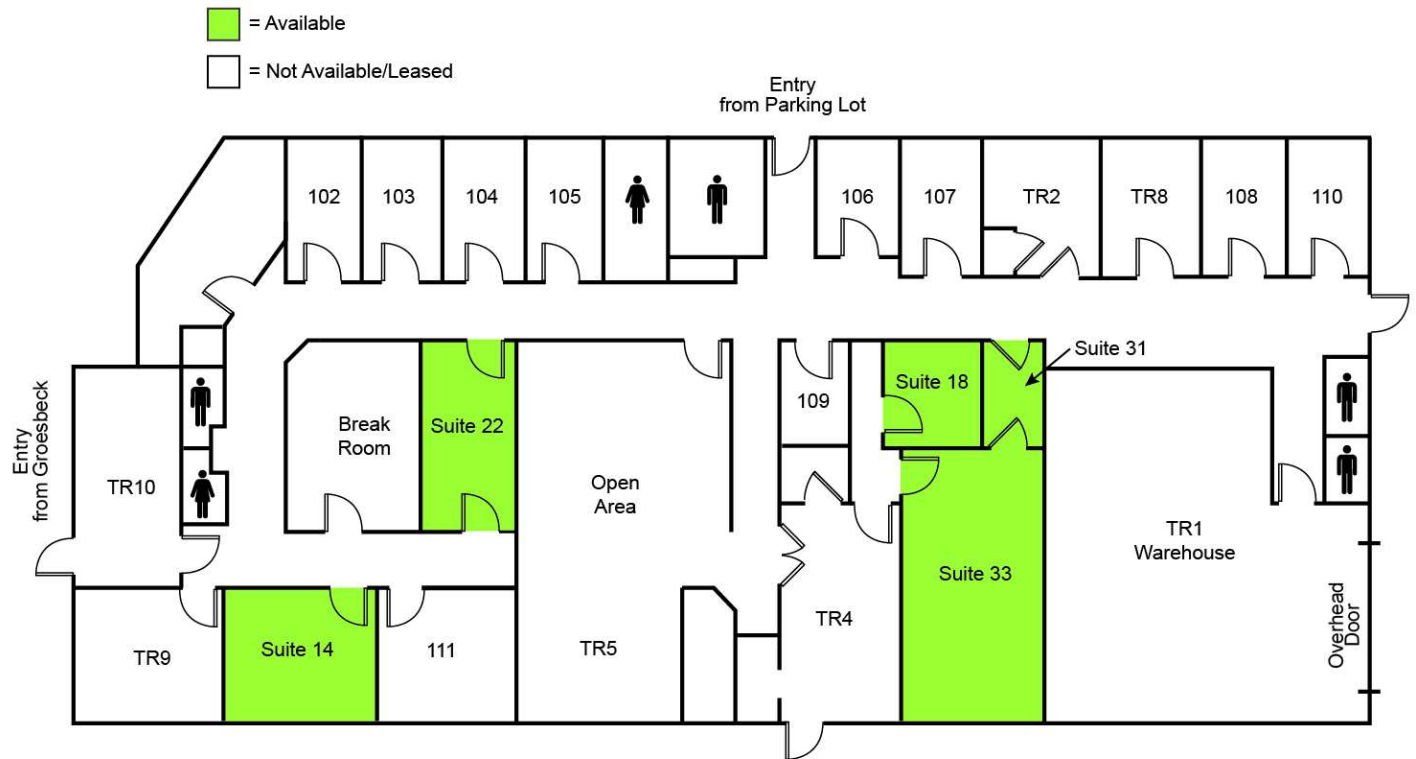 = Available
= Not Available/Leased
Entry
from Parking Lot
102
103
104
105
106
107
TR2
TR8
108
110
Suite 31
Suite 18
109
Break
Room
Suite 22
Open
Area
Entry
from Groesbeck
TR10
TR1
Warehouse
Suite 33
Overhead
Door
TR9
Suite 14
111
TR5
TR4